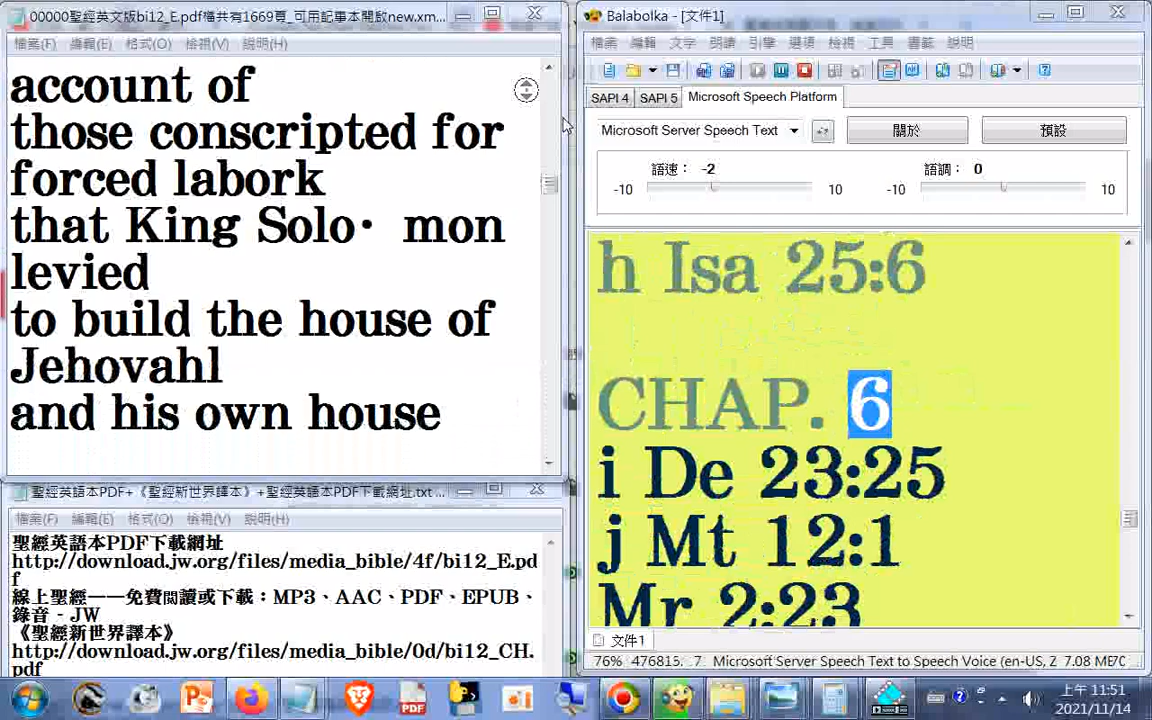 00000聖經英文版bi12_E.pdf檔共有1669頁_可用記事本開啟new.xm...
檔案(F) 編輯(E) 格式(O) 檢視(V) 說明(H)
account of
those conscripted for
forced labork
that King Solo· mon
levied
to build the house of
Jehovahl
and his own house
聖經英語本PDF+《聖經新世界譯本》+聖經英語本PDF下載網址.txt ...
檔案(F) 編輯(E) 格式(O) 檢視(V) 說明(H)
聖經英語本PDF下載網址
http://download.jw.org/files/media_bible/4f/bi12_E.pd
f
線上聖經──免費閱讀或下載：MP3、AAC、PDF、EPUB、
錄音 - JW
《聖經新世界譯本》
http://download.jw.org/files/media_bible/0d/bi12_CH.
pdf
Balabolka - [文件1]
檔案 編輯 文字 朗讀 引擎 選項 檢視 工具 書籤 說明
SAPI 4 SAPI 5 Microsoft Speech Platform
Microsoft Server Speech Text 關於 預設
語速： -2 語調： 0
-10 10 -10 10
h Isa 25:6
CHAP. 6
i De 23:25
j Mt 12:1
Mr 2:23
文件1
76% 476815. .7. Microsoft Server Speech Text to Speech Voice (en-US, Z 7.08 ME
PDF
上午 11:51
2021/11/14